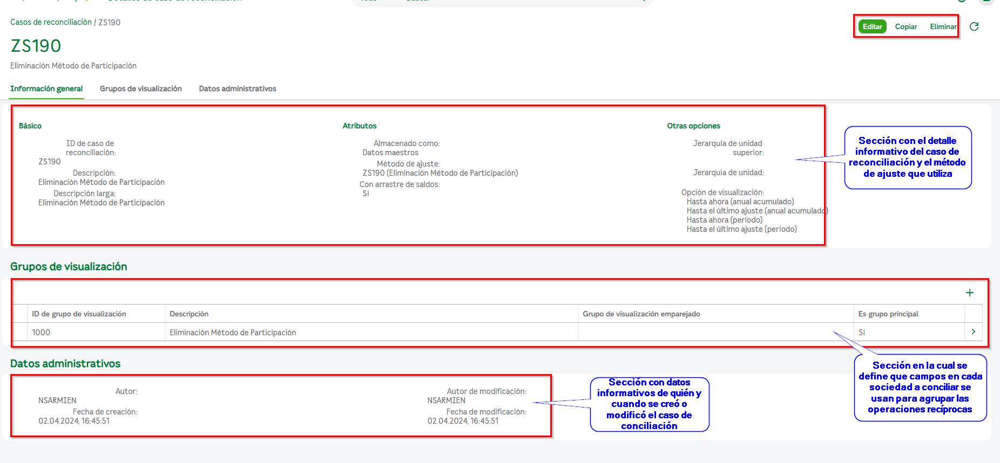 Casos de reconciliación / ZS190
Editar
Copiar
Eliminar
ZS190
Eliminación Método de Participación
Información general
Grupos de visualización
Datos administrativos
Básico
ID de caso de
reconciliación:
ZS190
Descripción:
Eliminación Método de Participación
Descripción larga:
Eliminación Método de Participación
Atributos
Almacenado como:
Datos maestros
Método de ajuste:
ZS190 (Eliminación Método de Participación)
Con arrastre de saldos:
Sí
Otras opciones
Jerarquía de unidad
superior:
Jerarquía de unidad:
Opción de visualización:
Hasta ahora (anual acumulado)
Hasta el último ajuste (anual acumulado)
Hasta ahora (período)
Hasta el último ajuste (período)
Sección con el detalle
informativo del caso de
reconciliación y el método
de ajuste que utiliza
Grupos de visualización
ID de grupo de visualización
Descripción
Grupo de visualización emparejado
Es grupo principal
1000
Eliminación Método de Participación
Sí
Sección en la cual se
define que campos en cada
sociedad a conciliar se
usan para agrupar las
operaciones recíprocas
Datos administrativos
Autor:
NSARMIEN
Fecha de creación:
02.04.2024, 16:45:51
Autor de modificación:
NSARMIEN
Fecha de modificación:
02.04.2024, 16:45:51
Sección con datos
informativos de quién y
cuando se creó o
modificó el caso de
conciliación